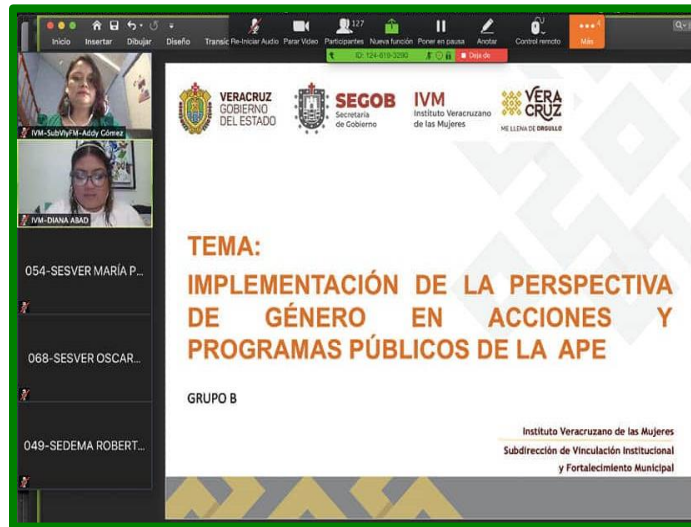 Inicio Insertar Dibujar Diseño Transic Re-Iniciar Audio Parar Video Participantes 127 Nueva función Poner en pausa Anotar Control remoto Más
Deja de
IVM-SubVIyFM-Addy Gómez
IVM-DIANA ABAD
054-SESVER MARÍA P...
068-SESVER OSCAR...
049-SEDEMA ROBERT...
VERACRUZ
GOBIERNO
DEL ESTADO
SEGOB
Secretaría
de Gobierno
IVM
Instituto Veracruzano
de las Mujeres
VERA
CRUZ
ME LLENA DE ORGULLO
TEMA:
IMPLEMENTACIÓN DE LA PERSPECTIVA
DE GÉNERO EN ACCIONES Y
PROGRAMAS PÚBLICOS DE LA APE
GRUPO B
Instituto Veracruzano de las Mujeres
Subdirección de Vinculación Institucional
y Fortalecimiento Municipal